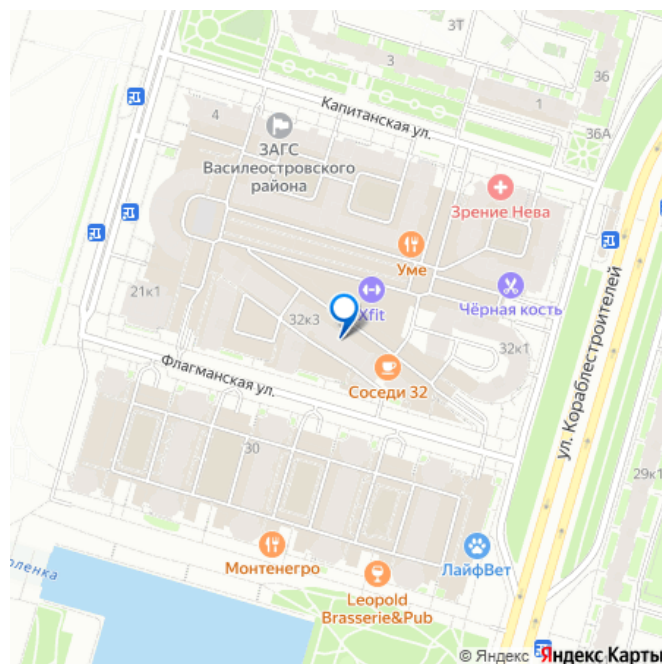 3Т
3
36
1
36А
Капитанская ул.
4
ЗАГС
Василеостровского
района
Зрение Нева
Уме
Чёрная кость
21к1
32к3
Xfit
32к1
ул. Кораблестроителей
Флагманская ул.
Соседи 32
30
29к1
Монтенегро
ЛайфВет
Leopold
Brasserie&Pub
© Яндекс Яндекс Карты